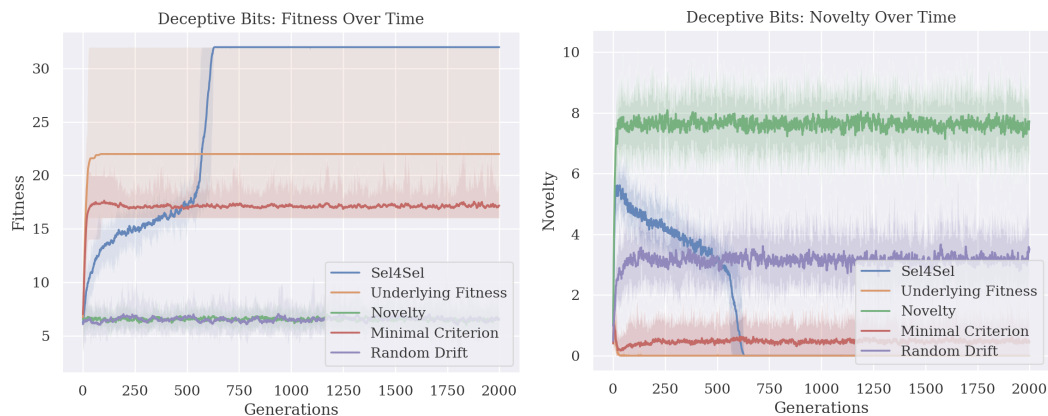 Deceptive Bits: Fitness Over Time
30
25
20
15
10
5
Fitness
0 250 500 750 1000 1250 1500 1750 2000
Generations
Sel4Sel
Underlying Fitness
Novelty
Minimal Criterion
Random Drift
Deceptive Bits: Novelty Over Time
10
8
6
4
2
0
Novelty
0 250 500 750 1000 1250 1500 1750 2000
Generations
Sel4Sel
Underlying Fitness
Novelty
Minimal Criterion
Random Drift